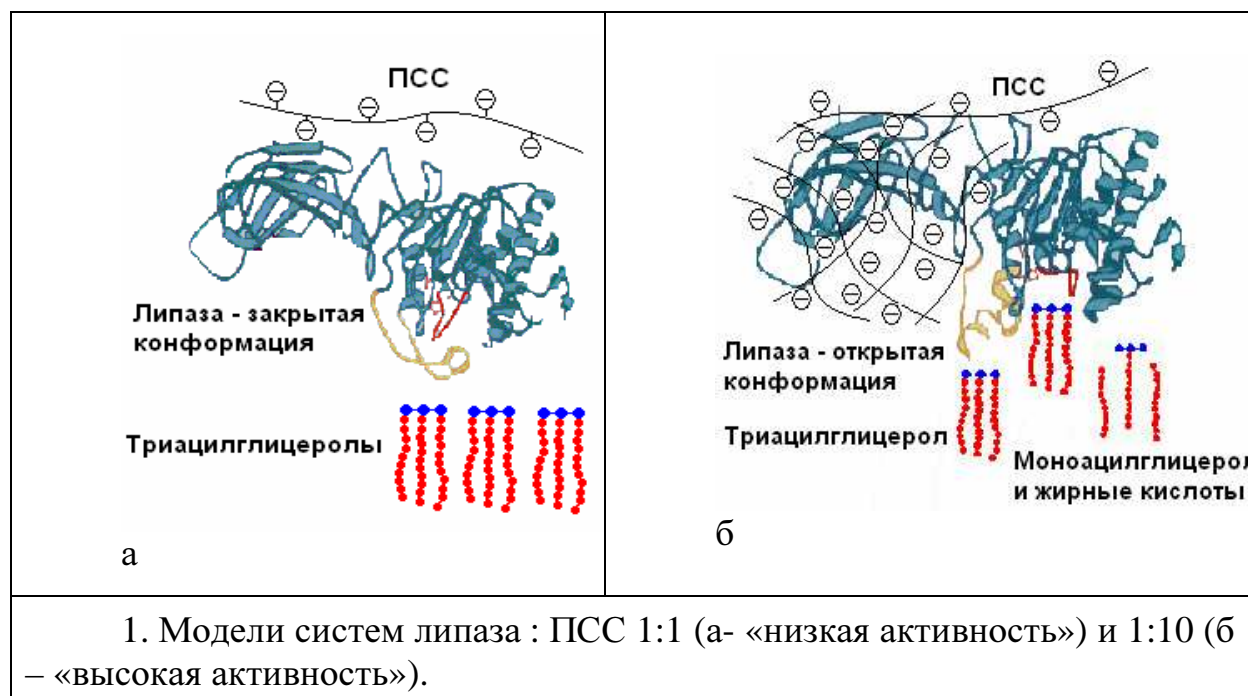 ПСС
Липаза - закрытая
конформация
Триацилглицеролы
а
ПСС
Липаза - открытая
конформация
Триацилглицерол
Моноацилглицерол
и жирные кислоты
б
1. Модели систем липаза : ПСС 1:1 (а- «низкая активность») и 1:10 (б
– «высокая активность»).